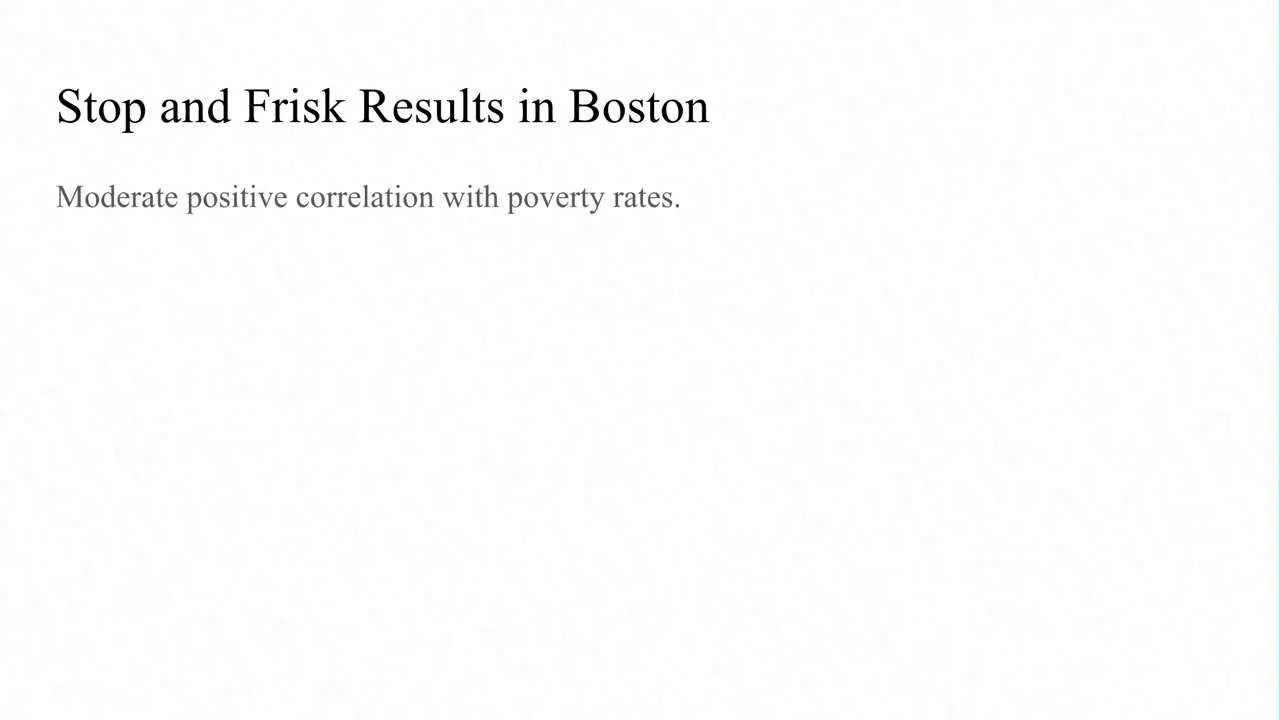 Stop and Frisk Results in Boston
Moderate positive correlation with poverty rates.